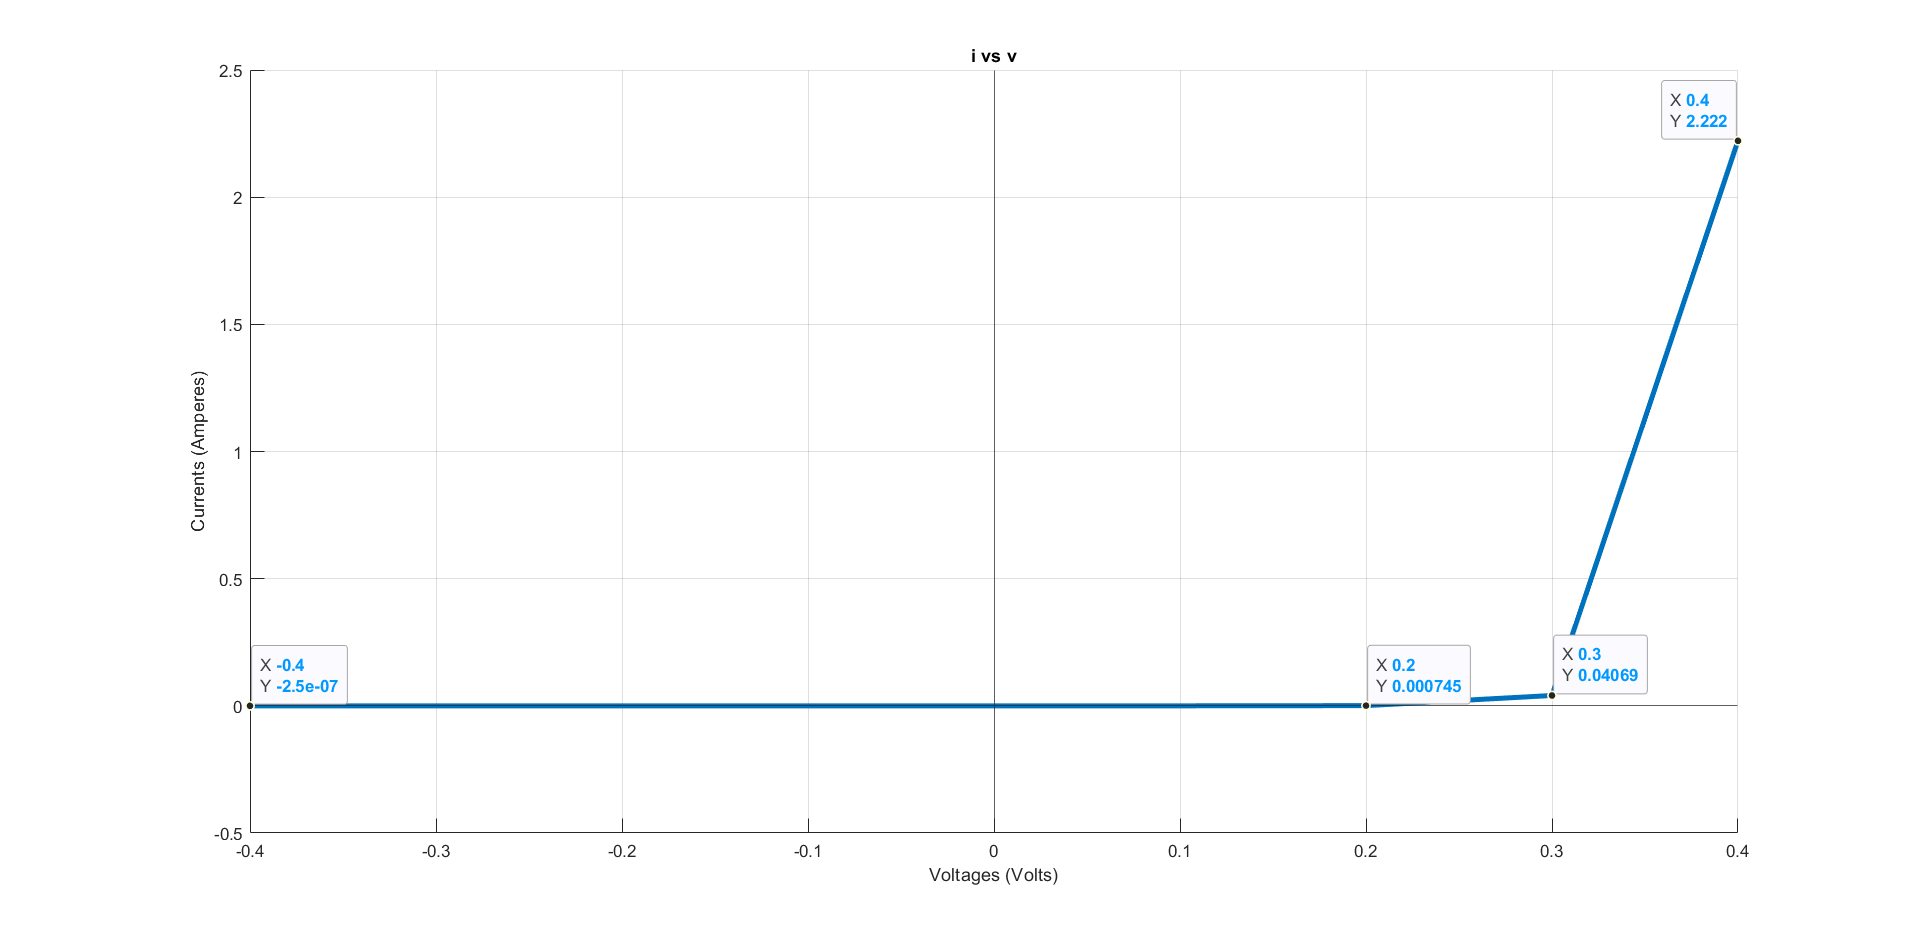 i vs v
2.5
2
1.5
1
0.5
0
-0.5
Currents (Amperes)
X 0.4
Y 2.222
X -0.4
Y -2.5e-07
X 0.2
Y 0.000745
X 0.3
Y 0.04069
-0.4 -0.3 -0.2 -0.1 0 0.1 0.2 0.3 0.4
Voltages (Volts)